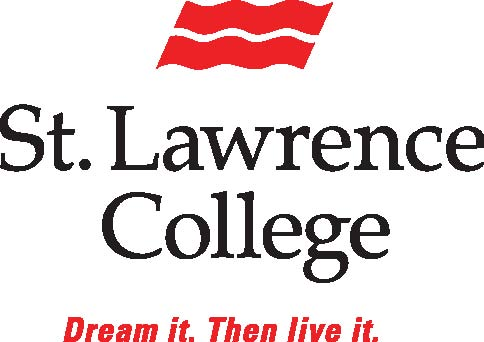 St. Lawrence
College
Dream it. Then live it.